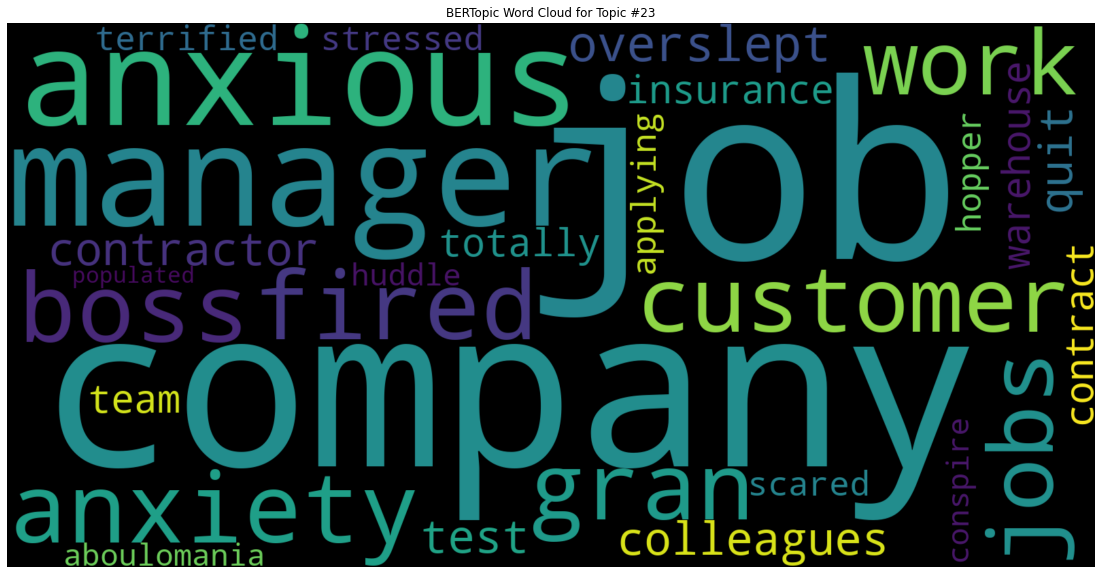 BERTopic Word Cloud for Topic #23
terrified
stressed
overslept
work
anxious
insurance
job
manager
applying
hopper
warehouse
quit
contractor
totally
populated
huddle
boss
fired
customer
contract
company
team
jobs
anxiety
gran
scared
conspire
test
colleagues
aboulomania